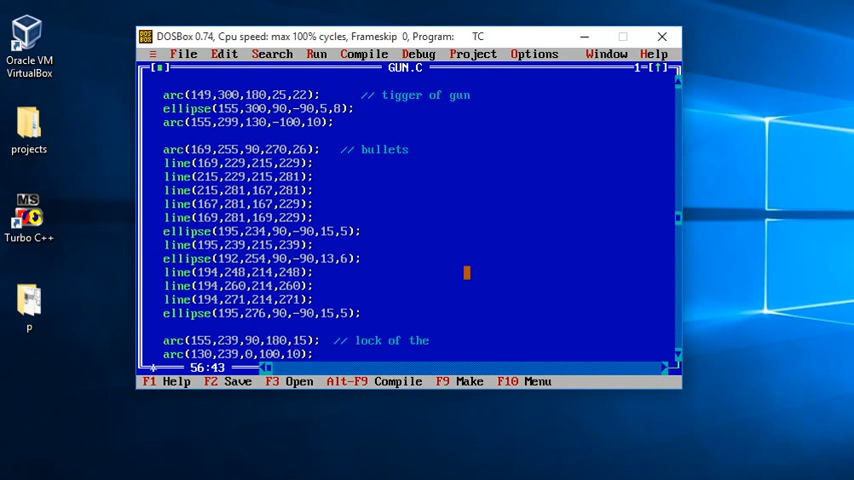 DOSBox 0.74, Cpu speed: max 100% cycles, Frameskip 0, Program: TC
≡ File Edit Search Run Compile Debug Project Options Window Help
[■] GUN.C 1=[↑]
arc(149,300,180,25,22); // tigger of gun
ellipse(155,300,90,-90,5,8);
arc(155,299,130,-100,10);
arc(169,255,90,270,26); // bullets
line(169,229,215,229);
line(215,229,215,281);
line(215,281,167,281);
line(167,281,167,281);
line(169,281,169,229);
ellipse(195,234,90,-90,15,5);
line(195,239,215,239);
ellipse(192,254,90,-90,13,6);
line(194,248,214,248);
line(194,260,214,260);
line(194,271,214,271);
ellipse(195,276,90,-90,15,5);
arc(155,239,90,180,15); // lock of the
arc(130,239,0,100,10);
56:43
F1 Help F2 Save F3 Open Alt-F9 Compile F9 Make F10 Menu
Oracle VM
VirtualBox
projects
MS
Turbo C++
p